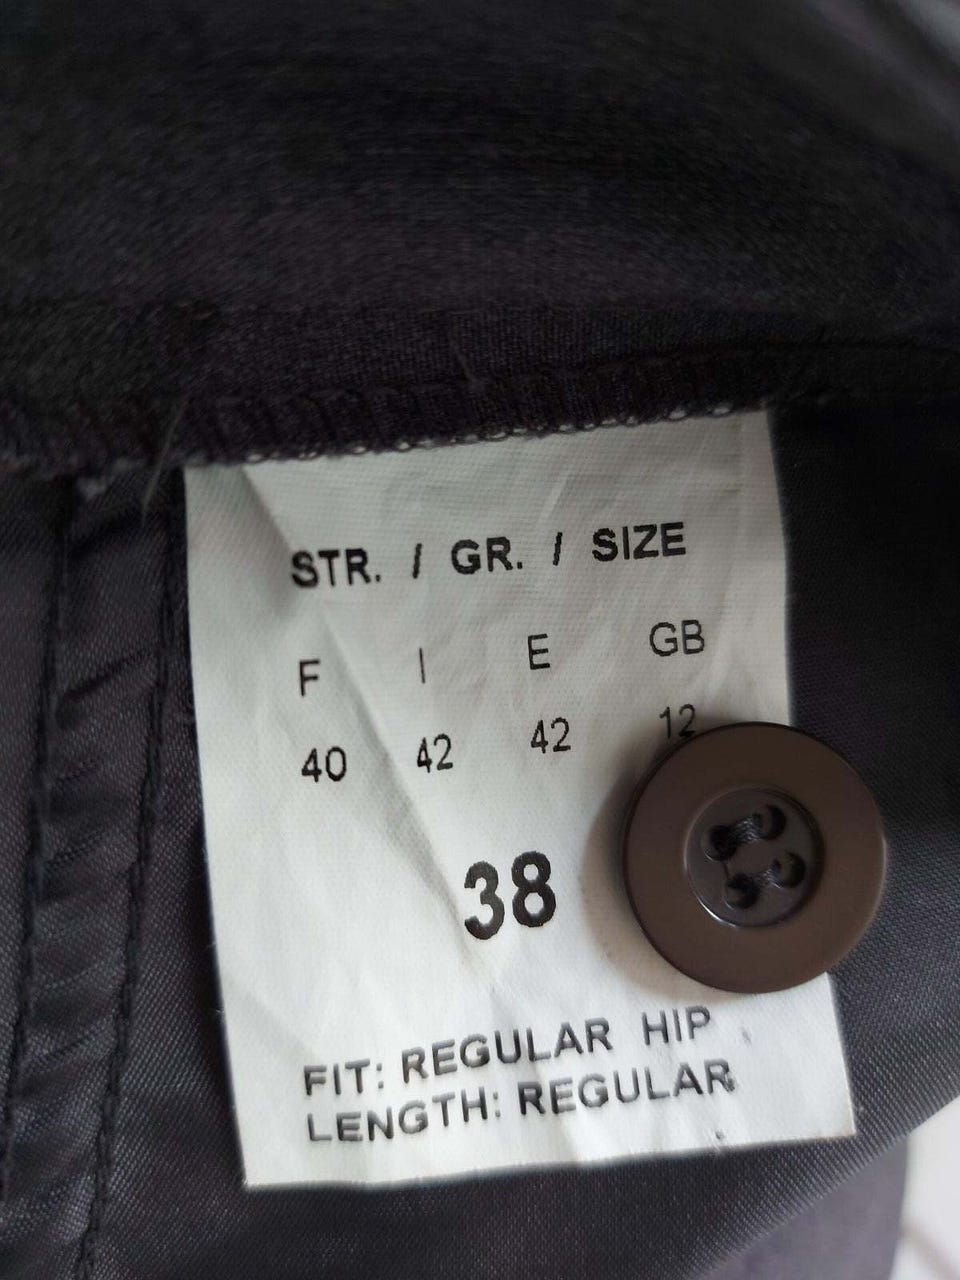 STR. / GR. / SIZE
F I E GB
40 42 42 12
38
FIT: REGULAR HIP
LENGTH: REGULAR